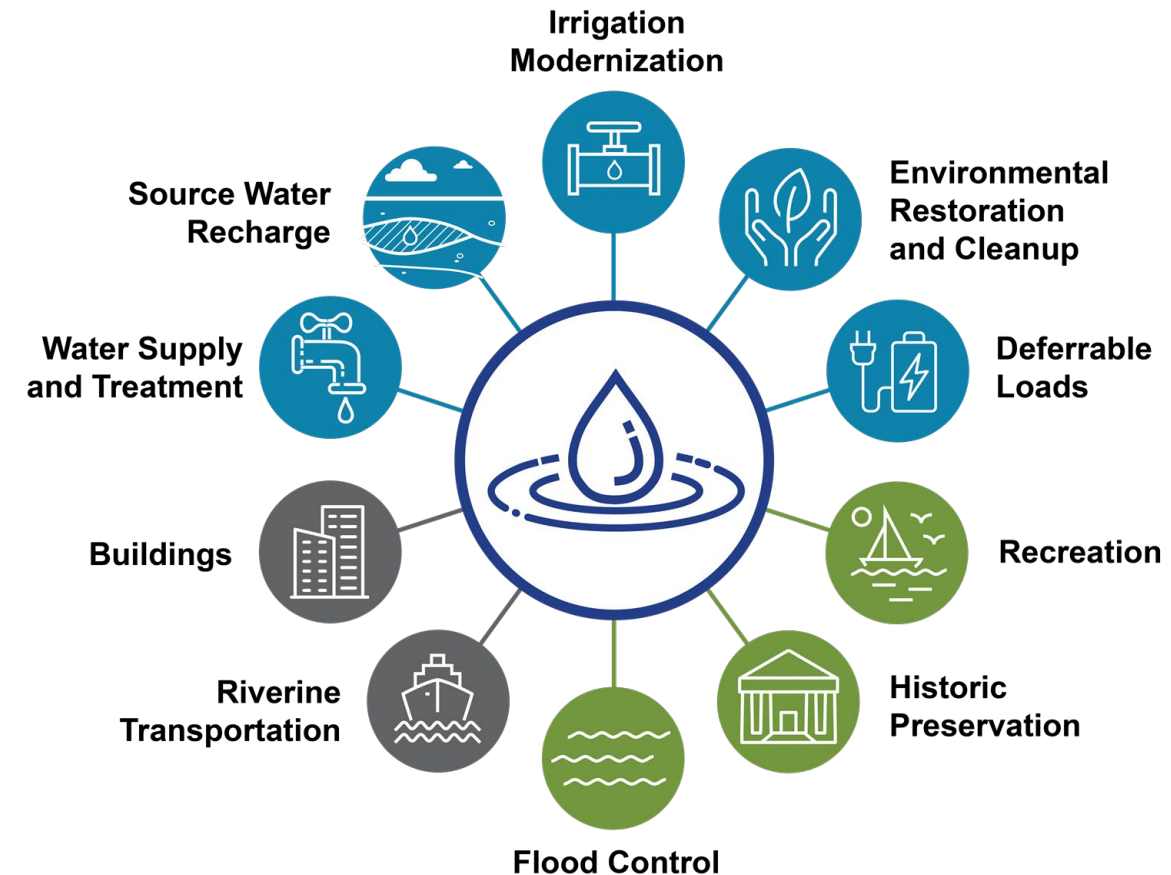 Irrigation
Modernization
Environmental
Restoration
and Cleanup
Deferrable
Loads
Recreation
Historic
Preservation
Flood Control
Riverine
Transportation
Buildings
Water Supply
and Treatment
Source Water
Recharge